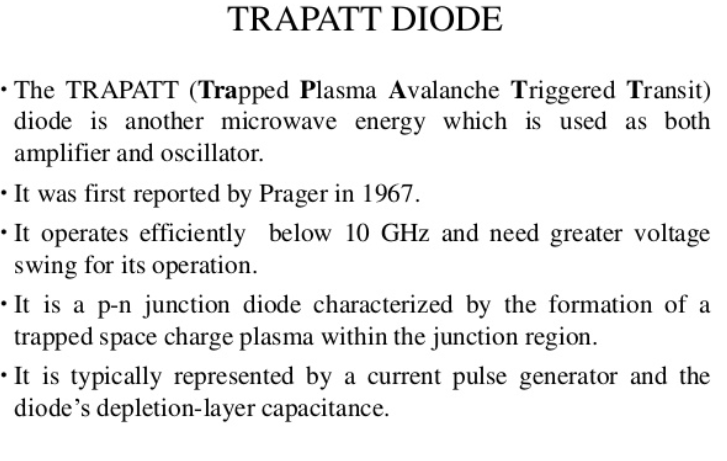 TRAPATT DIODE
• The TRAPATT (Trapped Plasma Avalanche Triggered Transit)
diode is another microwave energy which is used as both
amplifier and oscillator.
• It was first reported by Prager in 1967.
• It operates efficiently below 10 GHz and need greater voltage
swing for its operation.
• It is a p-n junction diode characterized by the formation of a
trapped space charge plasma within the junction region.
• It is typically represented by a current pulse generator and the
diode’s depletion-layer capacitance.